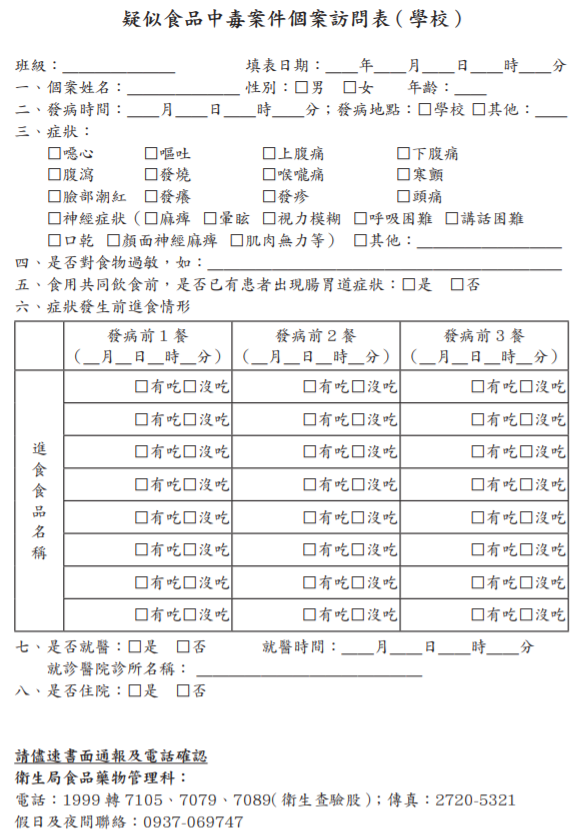 疑似食品中毒案件個案訪問表(學校)
班級：______________ 填表日期：____年____月____日____時____分
一、個案姓名：______________ 性別：□男 □女 年齡：____
二、發病時間：____月____日____時____分；發病地點：□學校 □其他：____
三、症狀：
□噁心 □嘔吐 □上腹痛 □下腹痛
□腹瀉 □發燒 □喉嚨痛 □寒顫
□臉部潮紅 □發癢 □發疹 □頭痛
□神經症狀（□麻痺 □暈眩 □視力模糊 □呼吸困難 □講話困難
□口乾 □顏面神經麻痺 □肌肉無力等） □其他：__________________
四、是否對食物過敏，如：____________________________________________
五、食用共同飲食前，是否已有患者出現腸胃道症狀：□是 □否
六、症狀發生前進食情形
發病前1餐 發病前2餐 發病前3餐
（__月__日__時__分） （__月__日__時__分） （__月__日__時__分）
進食食品名稱
□有吃□沒吃 □有吃□沒吃 □有吃□沒吃
□有吃□沒吃 □有吃□沒吃 □有吃□沒吃
□有吃□沒吃 □有吃□沒吃 □有吃□沒吃
□有吃□沒吃 □有吃□沒吃 □有吃□沒吃
□有吃□沒吃 □有吃□沒吃 □有吃□沒吃
□有吃□沒吃 □有吃□沒吃 □有吃□沒吃
□有吃□沒吃 □有吃□沒吃 □有吃□沒吃
□有吃□沒吃 □有吃□沒吃 □有吃□沒吃
七、是否就醫：□是 □否 就醫時間：____月____日____時____分
就診醫院診所名稱：____________________________
八、是否住院：□是 □否
請儘速書面通報及電話確認
衛生局食品藥物管理科：
電話：1999 轉 7105、7079、7089(衛生查驗股)；傳真：2720-5321
假日及夜間聯絡：0937-069747